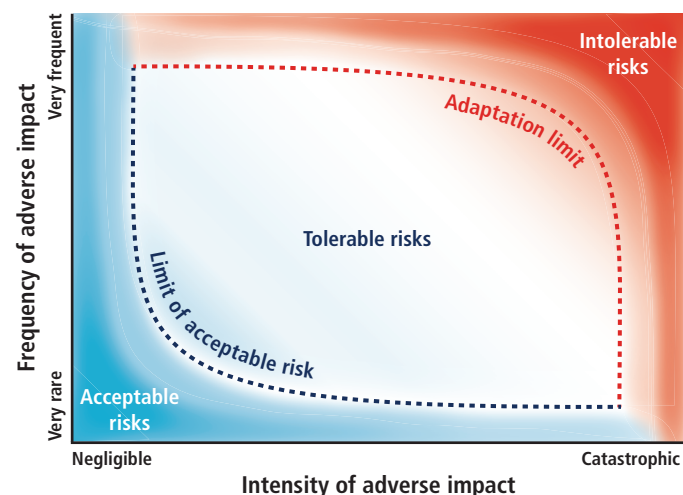 Very frequent
Frequency of adverse impact
Very rare
Intolerable
risks
Adaptation limit
Tolerable risks
Limit of acceptable risk
Acceptable
risks
Negligible
Catastrophic
Intensity of adverse impact